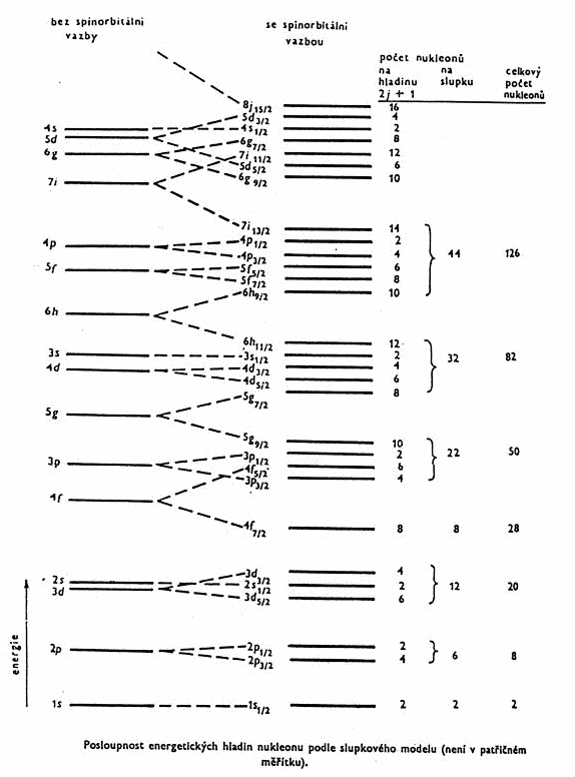 bez spinorbitální
vazby
se spinorbitální
vazbou
počet nukleonů
na
hladinu
2j + 1
na
slupku
celkový
počet
nukleonů
8j15/2 16
5d3/2 4
4s 4s1/2 2
5d 6g7/2 8
6g 7i11/2 12
5d5/2 6
7i 6g9/2 10
7i13/2 14
4p 4p1/2 2
4p3/2 4 44 126
5f 5f5/2 6
5f7/2 8
6h9/2 10
6h
6h11/2 12
3s 3s1/2 2 32 82
4d 4d3/2 4
4d5/2 6
5g7/2 8
5g
5g9/2 10
3p 3p1/2 2 22 50
4f5/2 6
3p3/2 4
4f
4f7/2 8 8 28
3d3/2 4
2s 2s1/2 2 12 20
3d 3d5/2 6
2p 2p1/2 2
2p3/2 4 6 8
1s 1s1/2 2 2 2
energie
Posloupnost energetických hladin nukleonu podle slupkového modelu (není v patřičném
měřítku).